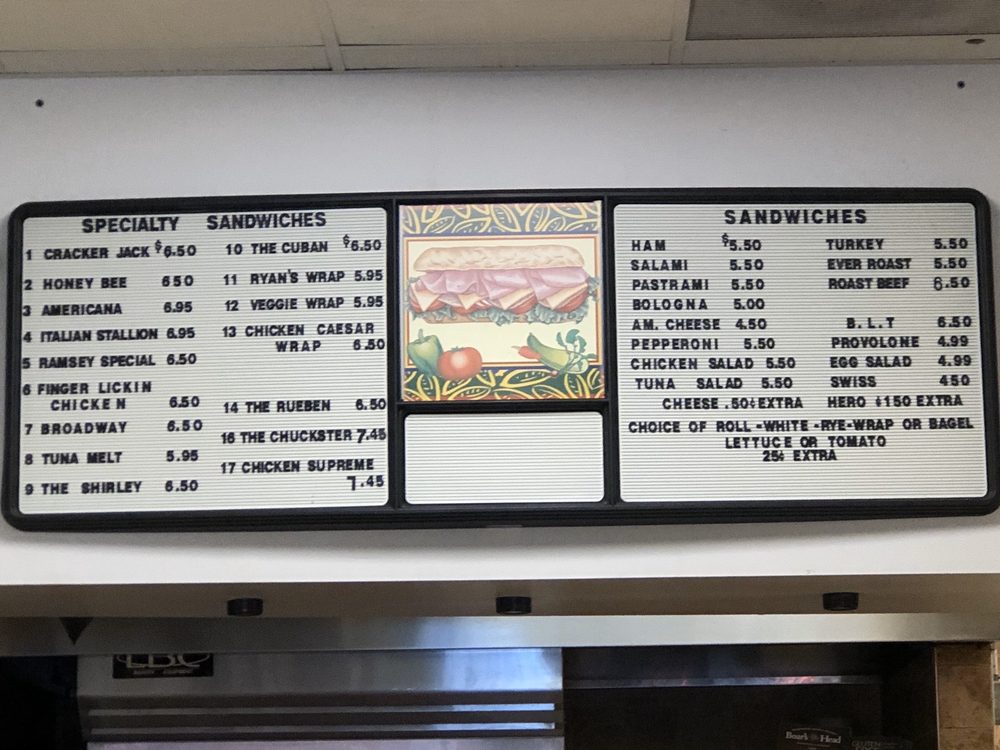 SPECIALTY SANDWICHES
1 CRACKER JACK $6.50
2 HONEY BEE 650
3 AMERICANA 6.95
4 ITALIAN STALLION 6.95
5 RAMSEY SPECIAL 6.50
6 FINGER LICKIN
CHICKEN 6.50
7 BROADWAY 6.50
8 TUNA MELT 5.95
9 THE SHIRLEY 6.50
10 THE CUBAN $6.50
11 RYAN'S WRAP 5.95
12 VEGGIE WRAP 5.95
13 CHICKEN CAESAR
WRAP 6.50
14 THE RUEBEN 6.50
16 THE CHUCKSTER 7.45
17 CHICKEN SUPREME
7.45
SANDWICHES
HAM $5.50
SALAMI 5.50
PASTRAMI 5.50
BOLOGNA 5.00
AM. CHEESE 4.50
PEPPERONI 5.50
CHICKEN SALAD 5.50
TUNA SALAD 5.50
CHEESE .50¢ EXTRA
TURKEY 5.50
EVER ROAST 5.50
ROAST BEEF 6.50
B.L.T 6.50
PROVOLONE 4.99
EGG SALAD 4.99
SWISS 450
HERO $150 EXTRA
CHOICE OF ROLL -WHITE -RYE-WRAP OR BAGEL
LETTUCE OR TOMATO
25¢ EXTRA
Boar's Head